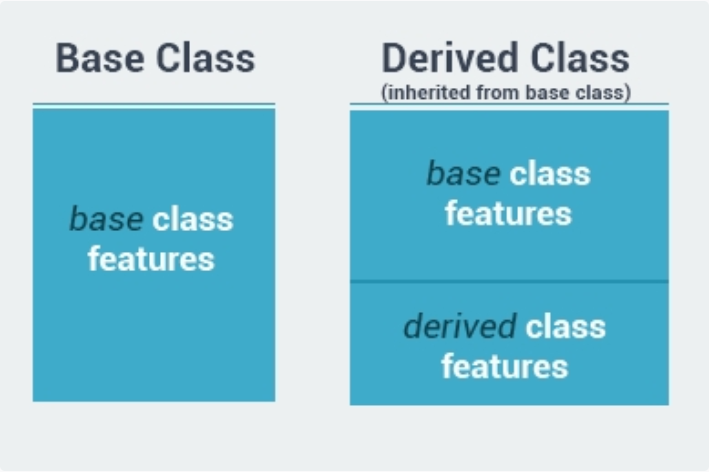 Base Class
base class
features
Derived Class
(inherited from base class)
base class
features
derived class
features